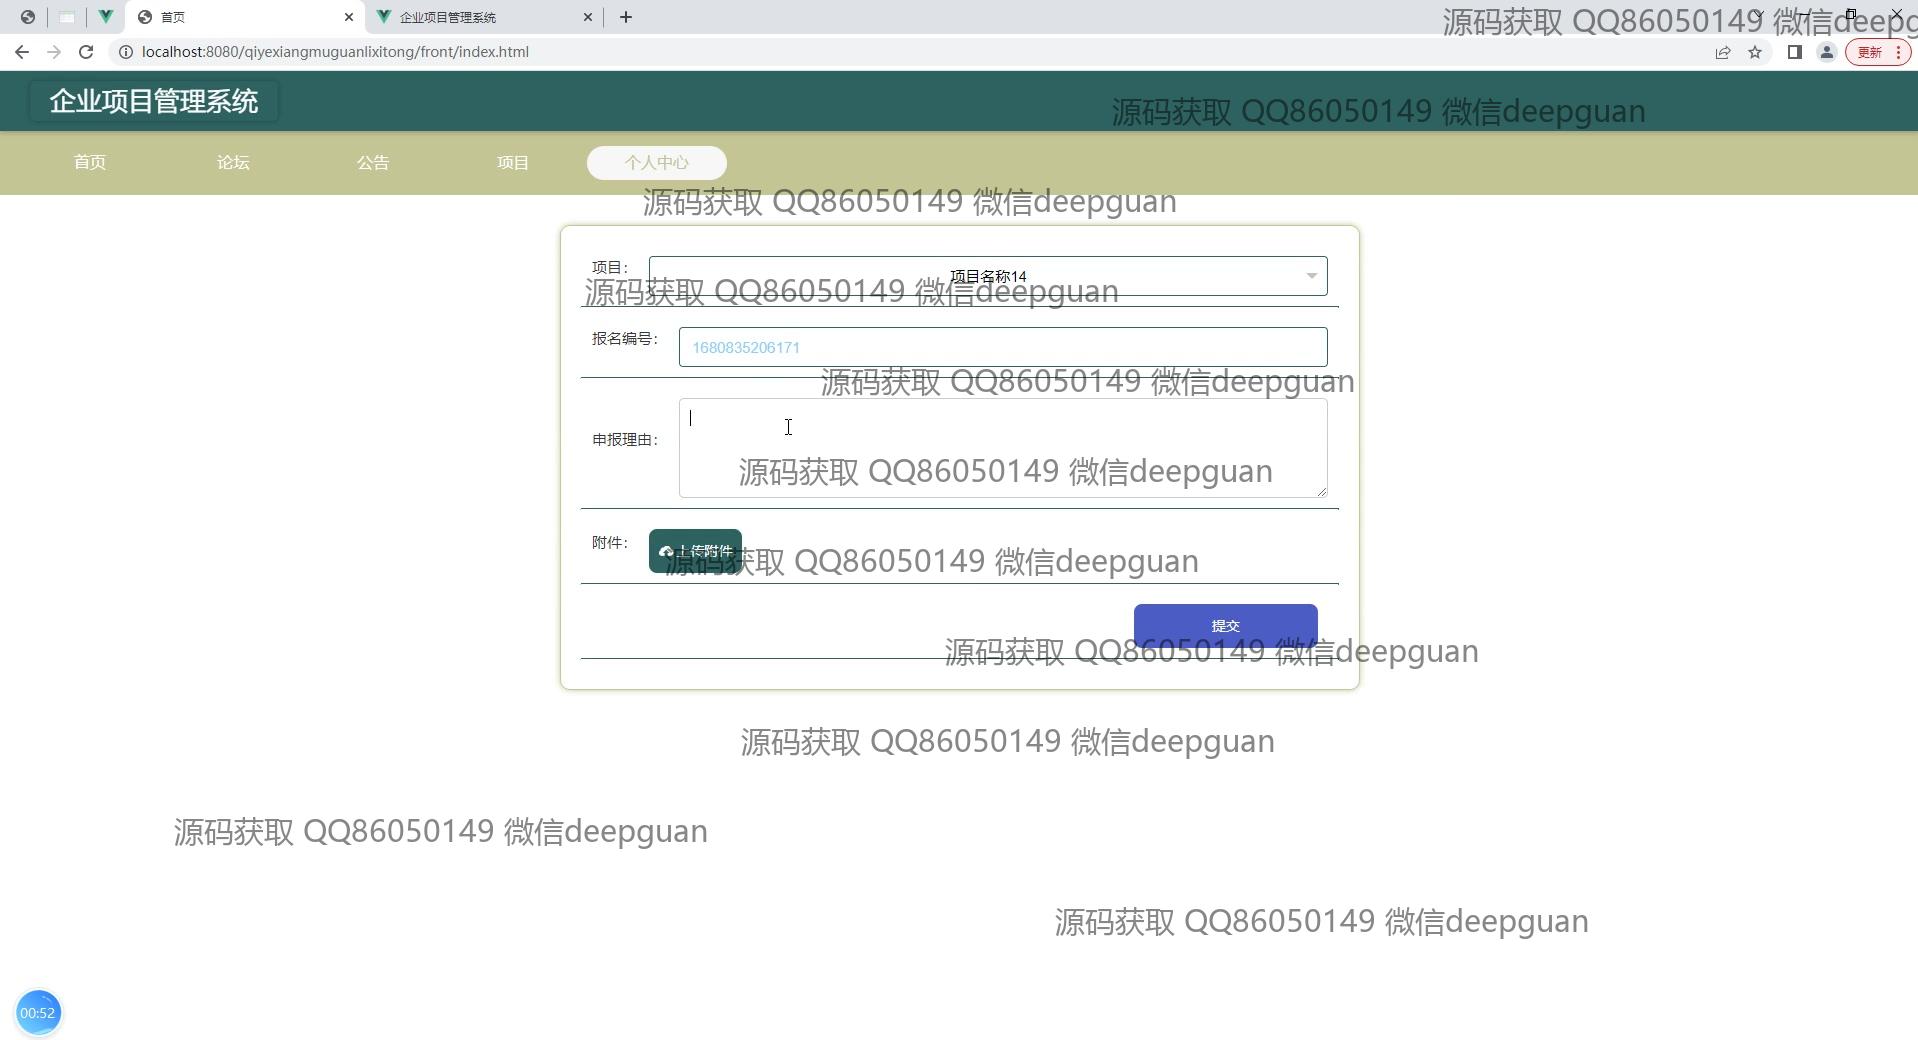 首页
企业项目管理系统
源码获取 QQ86050149 微信deepg
localhost:8080/qiyexiangmuguanlixitong/front/index.html
更新
企业项目管理系统
源码获取 QQ86050149 微信deepguan
首页
论坛
公告
项目
个人中心
源码获取 QQ86050149 微信deepguan
项目：
项目名称14
源码获取 QQ86050149 微信deepguan
报名编号：
1680835206171
源码获取 QQ86050149 微信deepguan
申报理由：
源码获取 QQ86050149 微信deepguan
附件：
上传附件
源码获取 QQ86050149 微信deepguan
提交
源码获取 QQ86050149 微信deepguan
源码获取 QQ86050149 微信deepguan
源码获取 QQ86050149 微信deepguan
源码获取 QQ86050149 微信deepguan
00:52